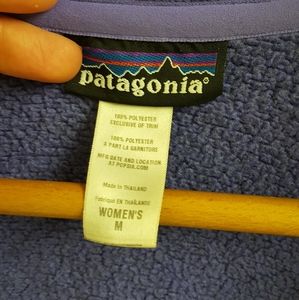 patagonia®
100% POLYESTER
EXCLUSIVE OF TRIM
100% POLYESTER
A PART LA GARNITURE
MFG DATE AND LOCATION
AT POPSIA.COM
Made in THAILAND
Fabriqué EN THAÏLANDE
WOMEN'S
M